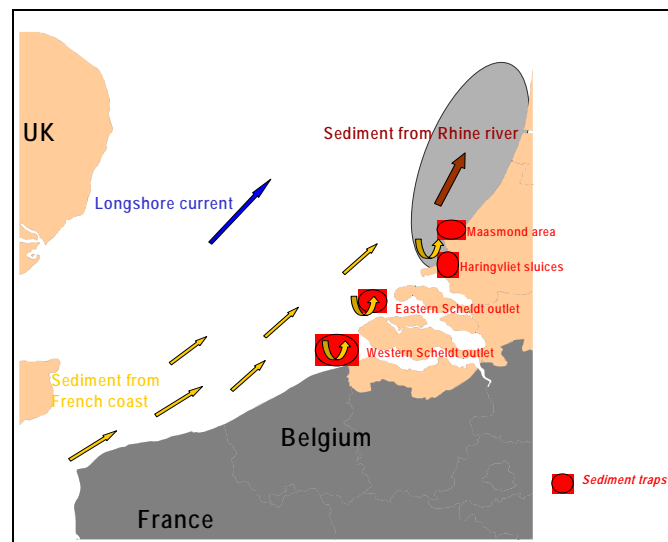 UK
Sediment from Rhine river
Longshore current
Maasmond area
Haringvliet sluices
Eastern Scheldt outlet
Western Scheldt outlet
Sediment from
French coast
Belgium
Sediment traps
France